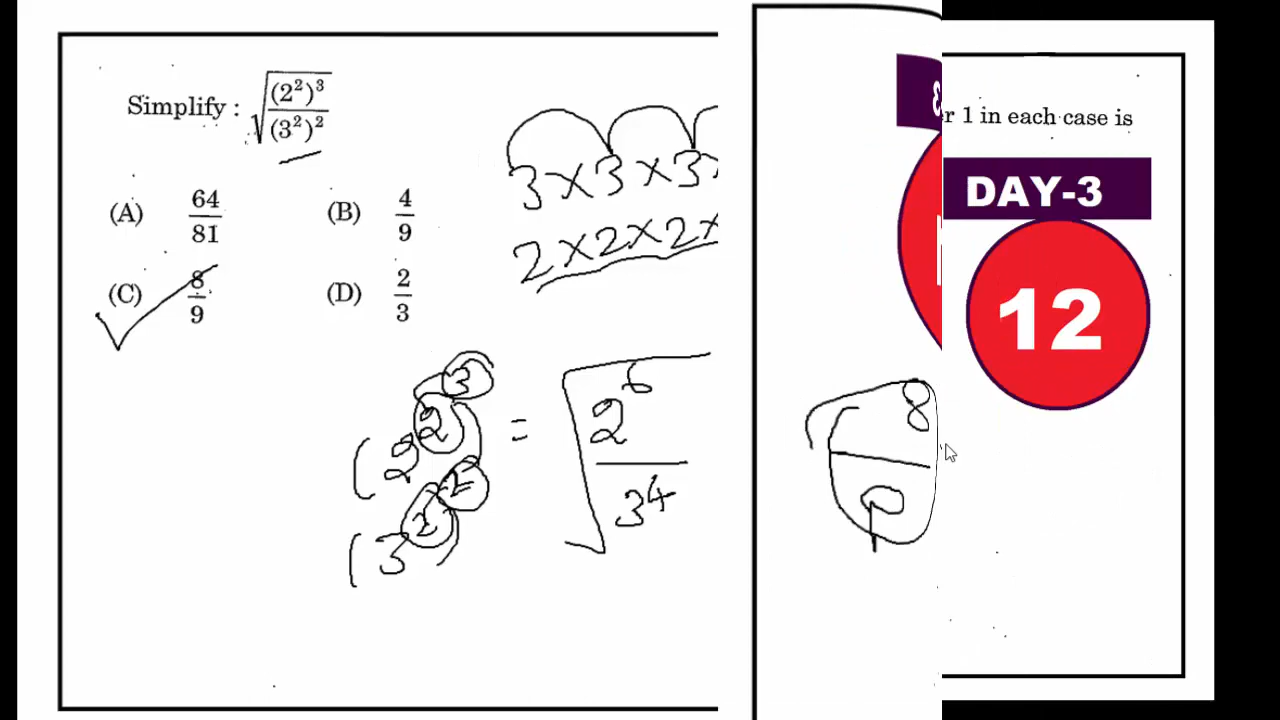 Simplify : √(2²)³/(3²)²
(A) 64/81 (B) 4/9
(C) 8/9 (D) 2/3
3×3×3×
2×2×2×
(2²)³ = √2⁶/3⁴
(3²)²
8/9
r 1 in each case is
DAY-3
12